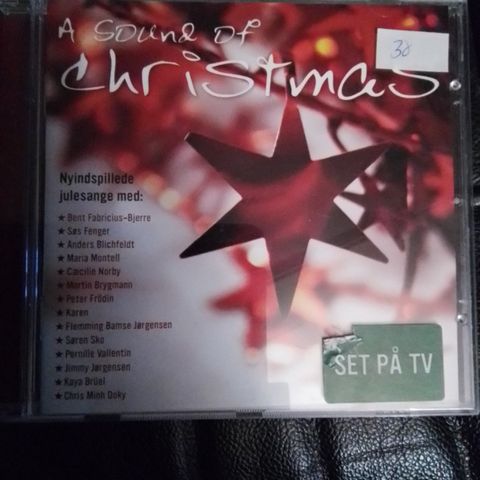 A Sound of
Christmas
38
Nyindspillede
julesange med:
★ Bent Fabricius-Bjerre
★ Søs Fenger
★ Anders Blichfeldt
★ Maria Montell
★ Cæcilie Norby
★ Martin Brygmann
★ Peter Frödin
★ Karen
★ Flemming Bamse Jørgensen
★ Søren Sko
★ Pernille Vallentin
★ Jimmy Jørgensen
★ Kaya Brüel
★ Chris Minh Doky
SET PÅ TV